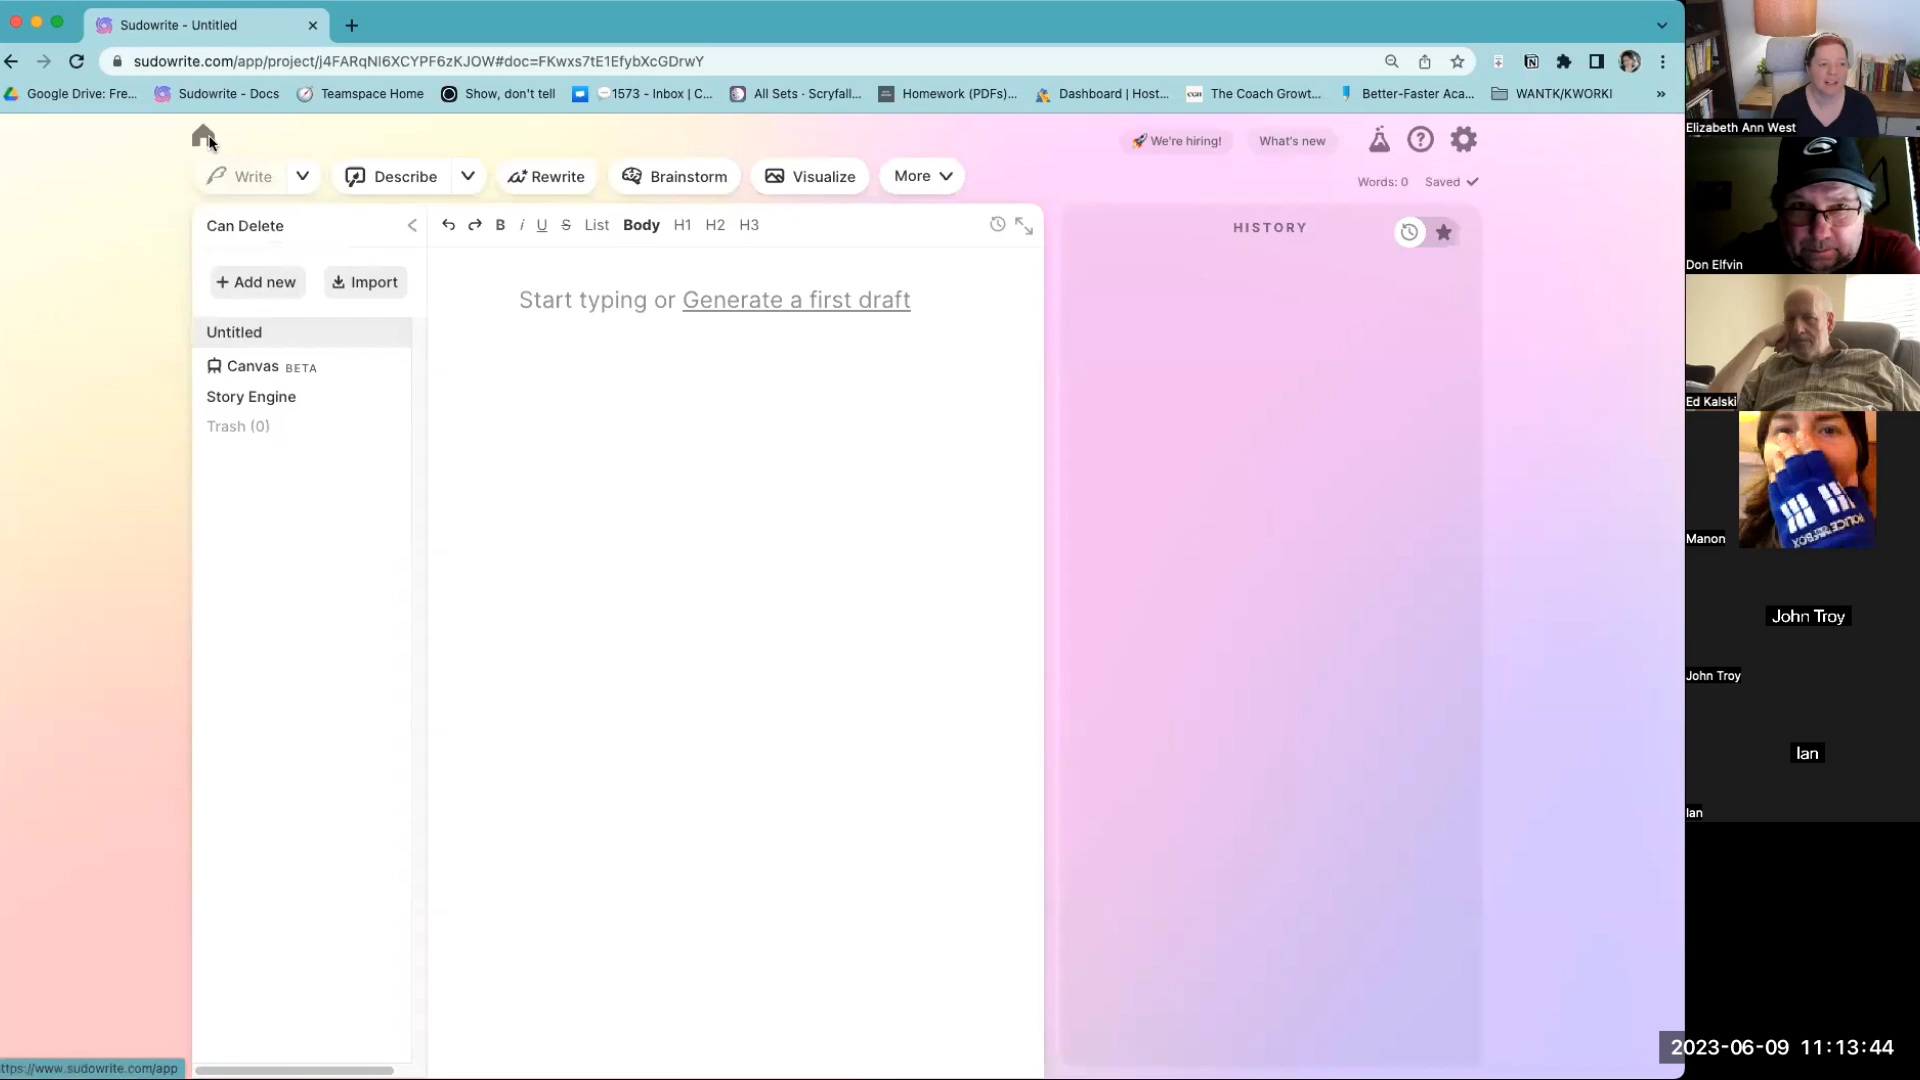 Sudowrite - Untitled
sudowrite.com/app/project/j4FARqNI6XCYPF6zKJOW#doc=FKwxs7tE1EfybXcGDrwY
Google Drive: Fre... Sudowrite - Docs Teamspace Home Show, don't tell 1573 - Inbox | C... All Sets - Scryfall... Homework (PDFs)... Dashboard | Host... The Coach Growt... Better-Faster Aca... WANTK/KWORKI »
We're hiring! What's new
Write Describe Rewrite Brainstorm Visualize More
Words: 0 Saved
Can Delete
B i U S List Body H1 H2 H3
HISTORY
+ Add new Import
Start typing or Generate a first draft
Untitled
Canvas BETA
Story Engine
Trash (0)
ttps://www.sudowrite.com/app
Elizabeth Ann West
Don Elfvin
Ed Kalski
Manon
John Troy
John Troy
Ian
Ian
2023-06-09 11:13:44